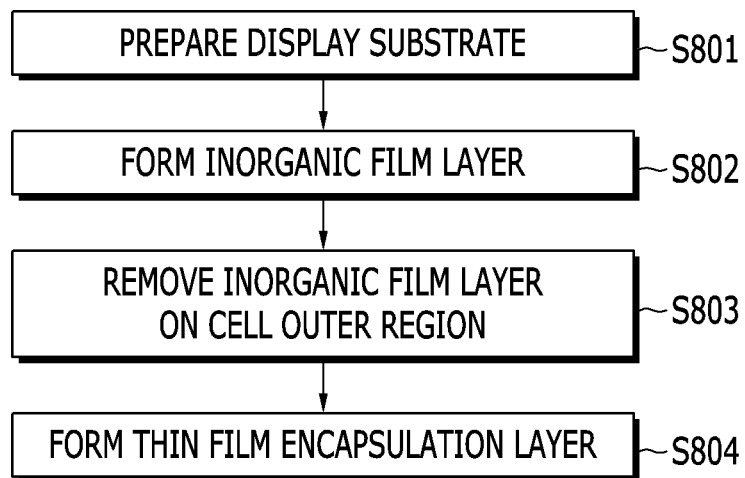 PREPARE DISPLAY SUBSTRATE
S801
FORM INORGANIC FILM LAYER
S802
REMOVE INORGANIC FILM LAYER
ON CELL OUTER REGION
S803
FORM THIN FILM ENCAPSULATION LAYER
S804